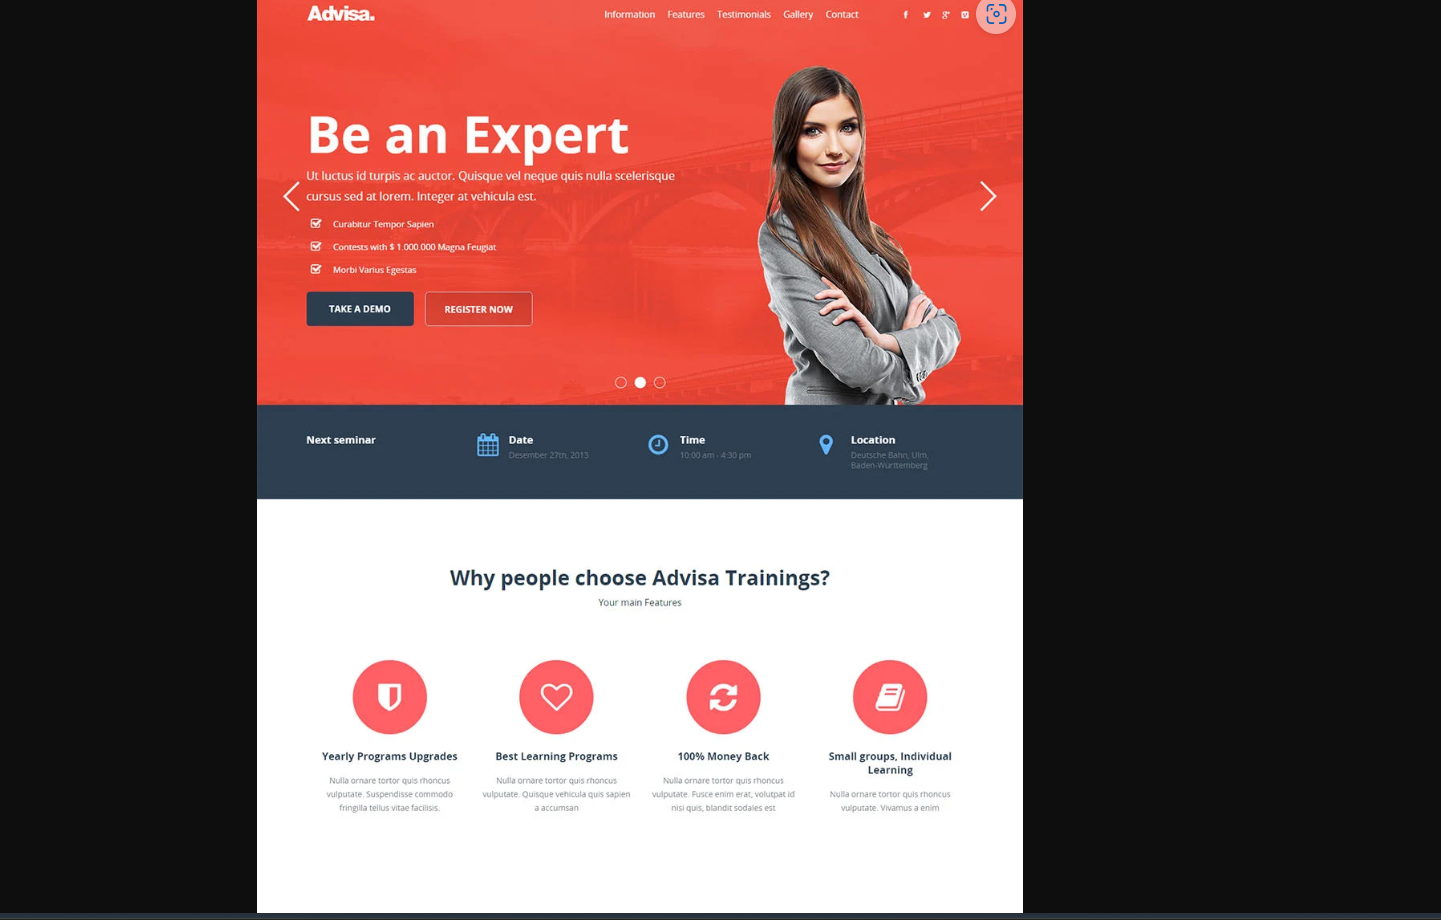 Advisa.
Information Features Testimonials Gallery Contact
Be an Expert
Ut luctus id turpis ac auctor. Quisque vel neque quis nulla scelerisque
cursus sed at lorem. Integer at vehicula est.
Curabitur Tempor Sapien
Contests with $ 1.000.000 Magna Feugiat
Morbi Varius Egestas
TAKE A DEMO REGISTER NOW
Next seminar
Date
Desember 27th, 2013
Time
10:00 am - 4:30 pm
Location
Deutsche Bahn, Ulm,
Baden-Württemberg
Why people choose Advisa Trainings?
Your main Features
Yearly Programs Upgrades
Nulla ornare tortor quis rhoncus
vulputate. Suspendisse commodo
fringilla tellus vitae facilisis.
Best Learning Programs
Nulla ornare tortor quis rhoncus
vulputate. Quisque vehicula quis sapien
a accumsan
100% Money Back
Nulla ornare tortor quis rhoncus
vulputate. Fusce enim erat, volutpat id
nisi quis, blandit sodales est
Small groups, Individual
Learning
Nulla ornare tortor quis rhoncus
vulputate. Vivamus a enim